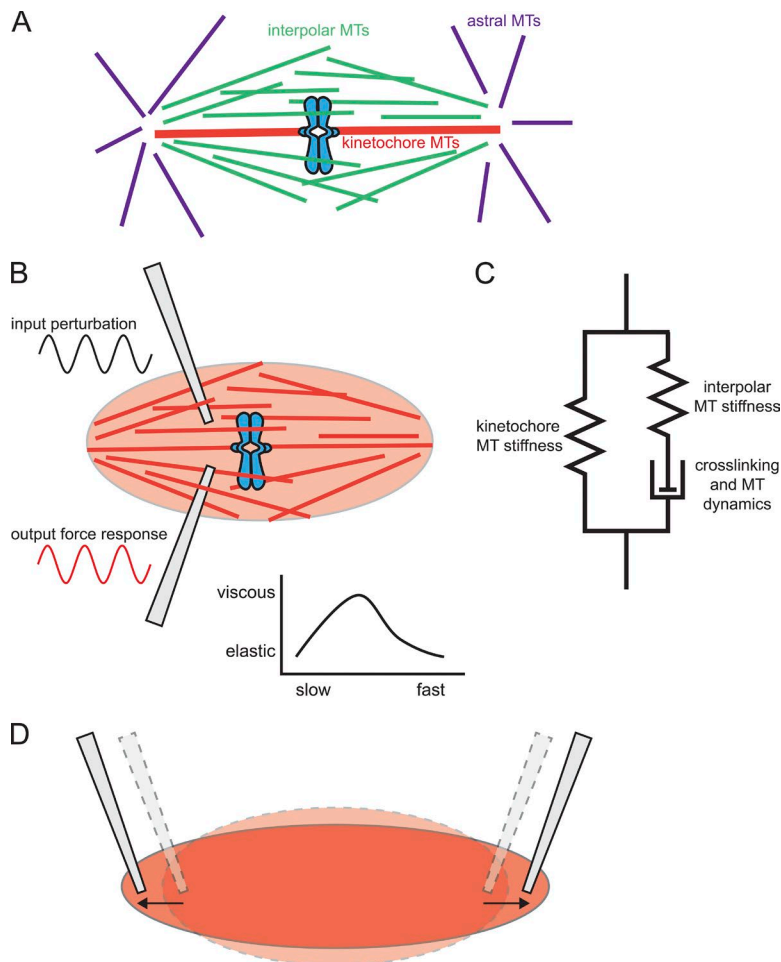 A
interpolar MTs
astral MTs
kinetochore MTs
B
input perturbation
output force response
viscous
elastic
slow
fast
C
kinetochore
MT stiffness
interpolar
MT stiffness
crosslinking
and MT
dynamics
D